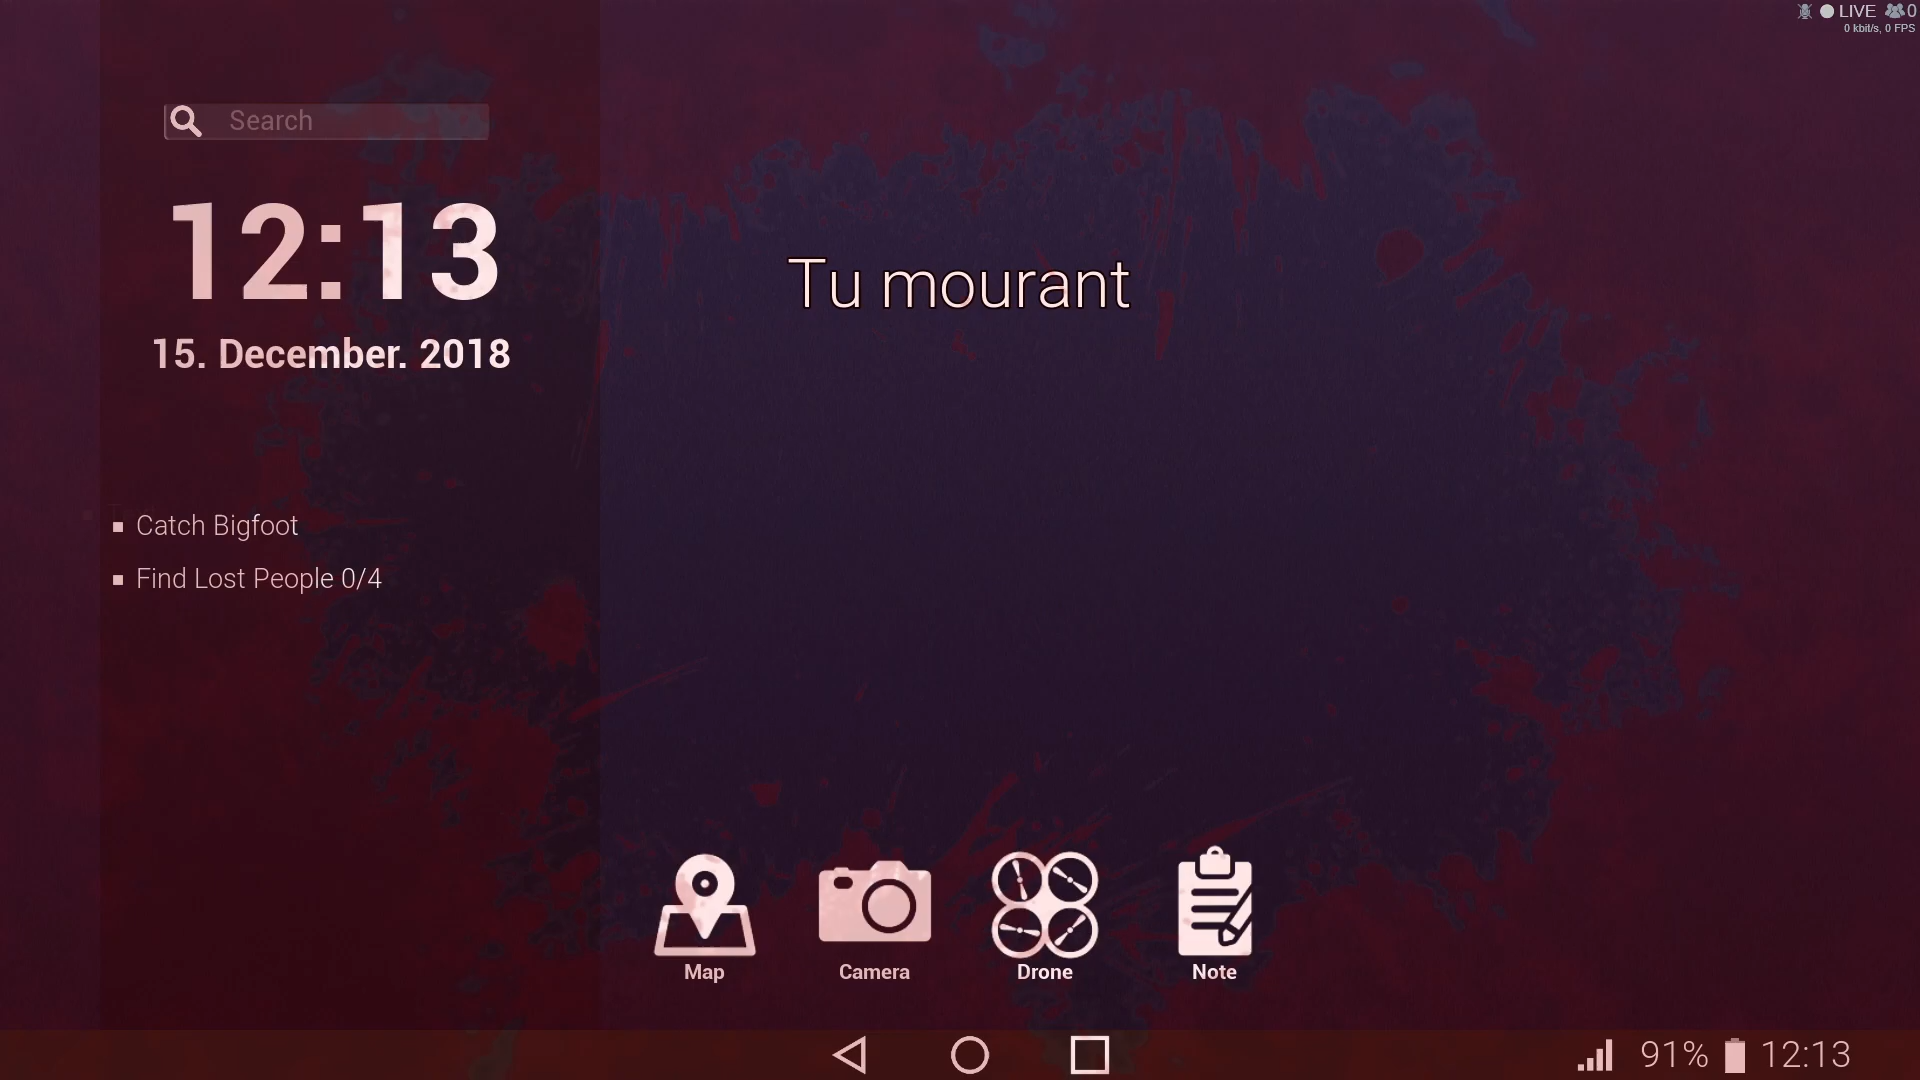 LIVE 0
0 kbit/s, 0 FPS
Search
12:13
15. December. 2018
Tu mourant
Catch Bigfoot
Find Lost People 0/4
Map
Camera
Drone
Note
91% 12:13